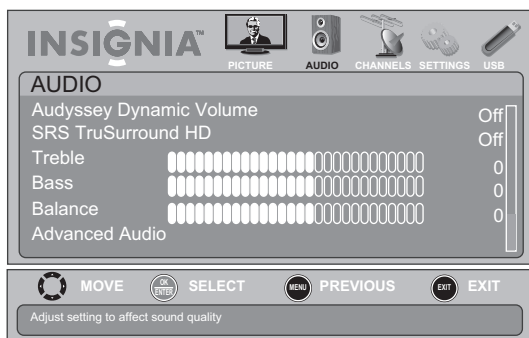 INSIGNIA™
PICTURE AUDIO CHANNELS SETTINGS USB
AUDIO
Audyssey Dynamic Volume Off
SRS TruSurround HD Off
Treble 0
Bass 0
Balance 0
Advanced Audio
MOVE OK ENTER SELECT MENU PREVIOUS EXIT EXIT
Adjust setting to affect sound quality